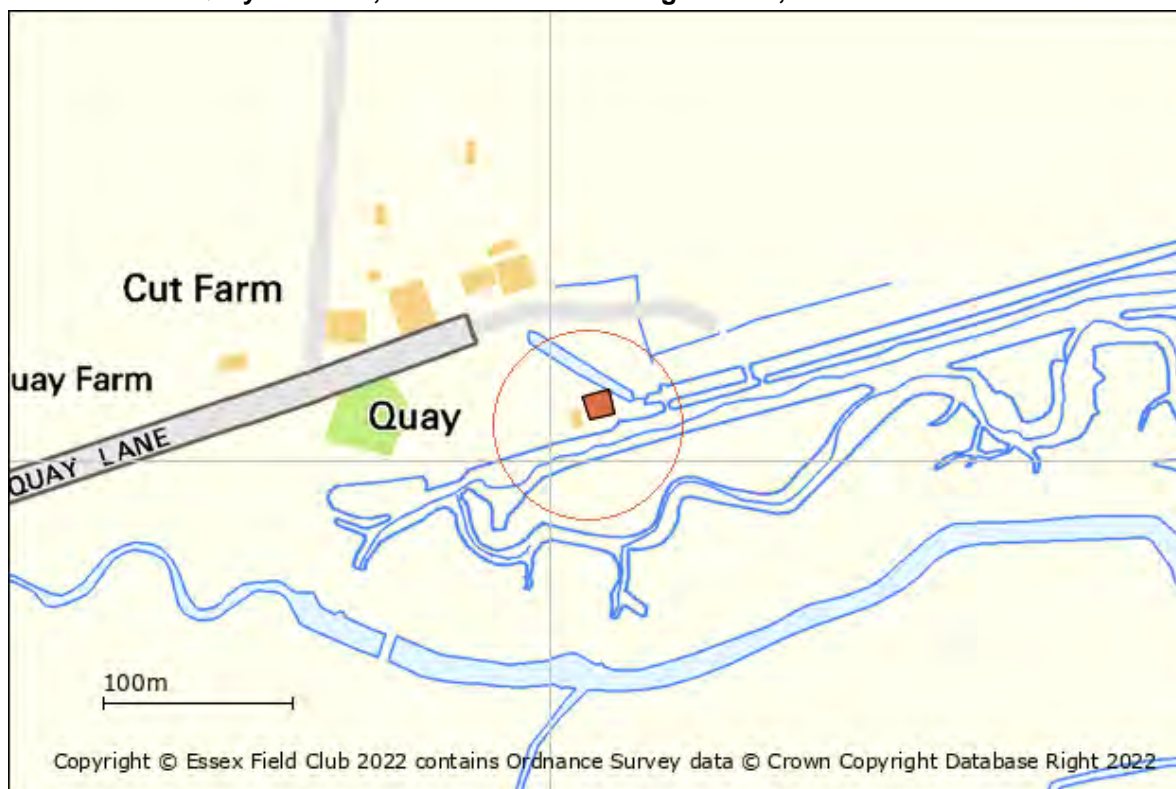 Cut Farm
uay Farm
Quay
QUAY LANE
100m
Copyright © Essex Field Club 2022 contains Ordnance Survey data © Crown Copyright Database Right 2022